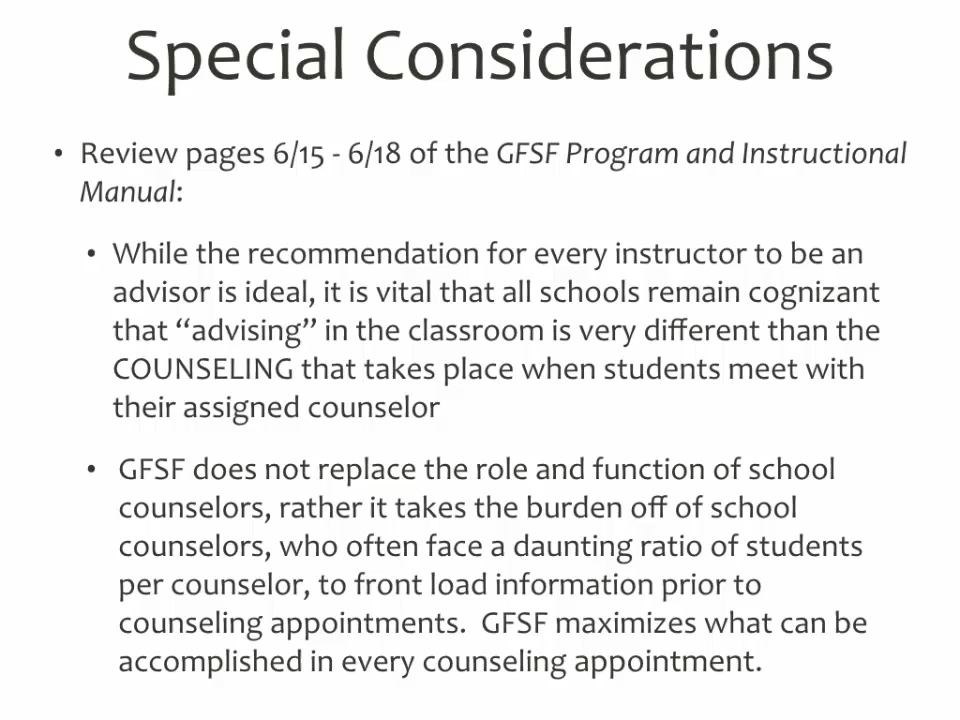 Special Considerations
• Review pages 6/15 - 6/18 of the GFSF Program and Instructional
Manual:
• While the recommendation for every instructor to be an
advisor is ideal, it is vital that all schools remain cognizant
that “advising” in the classroom is very different than the
COUNSELING that takes place when students meet with
their assigned counselor
• GFSF does not replace the role and function of school
counselors, rather it takes the burden off of school
counselors, who often face a daunting ratio of students
per counselor, to front load information prior to
counseling appointments.  GFSF maximizes what can be
accomplished in every counseling appointment.